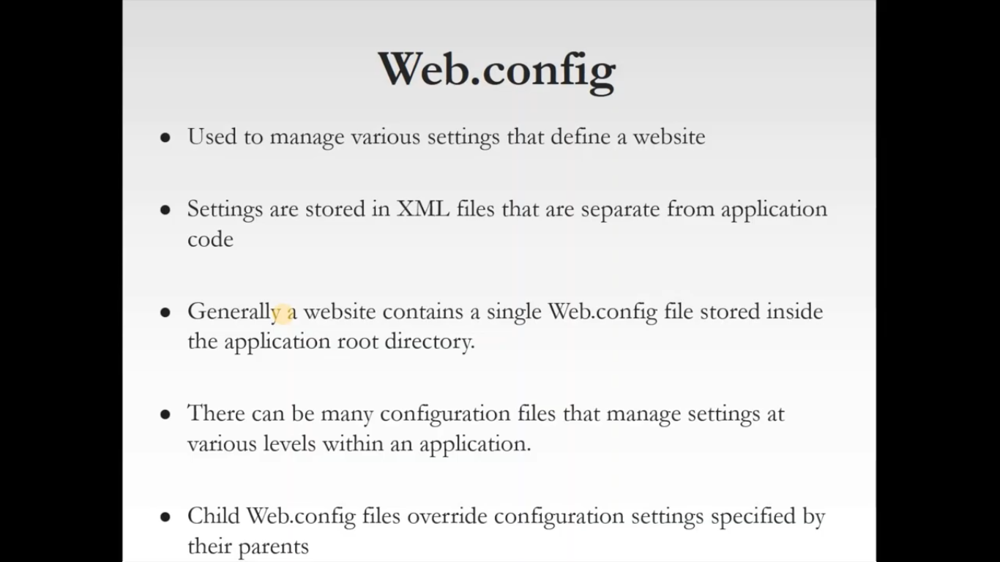 Web.config
● Used to manage various settings that define a website
● Settings are stored in XML files that are separate from application
code
● Generally a website contains a single Web.config file stored inside
the application root directory.
● There can be many configuration files that manage settings at
various levels within an application.
● Child Web.config files override configuration settings specified by
their parents